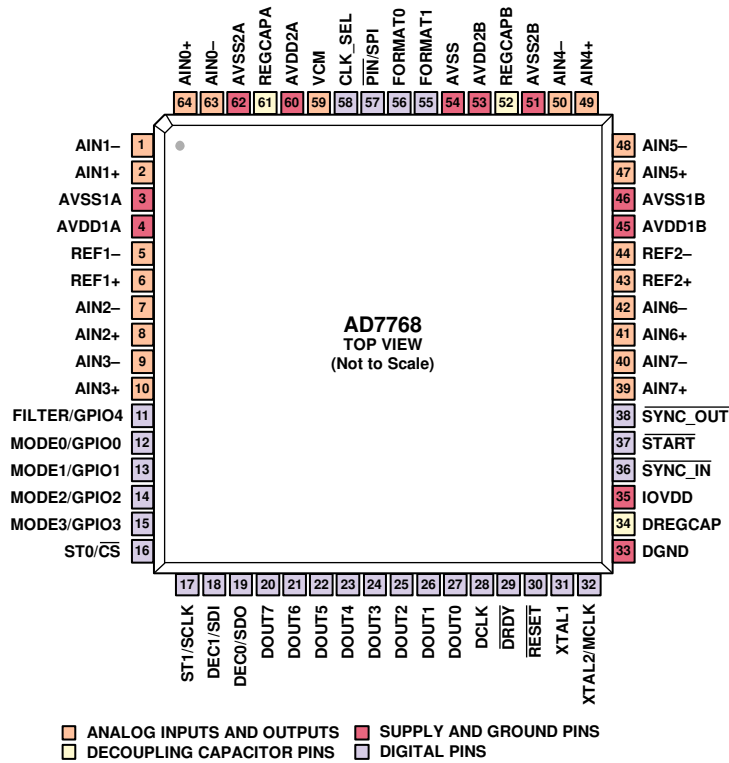 AIN0+
AIN0–
AVSS2A
REGCAPA
AVDD2A
VCM
CLK_SEL
PIN/SPI
FORMAT0
FORMAT1
AVSS
AVDD2B
REGCAPB
AVSS2B
AIN4–
AIN4+
64 63 62 61 60 59 58 57 56 55 54 53 52 51 50 49
AIN1– 1
AIN1+ 2
AVSS1A 3
AVDD1A 4
REF1– 5
REF1+ 6
AIN2– 7
AIN2+ 8
AIN3– 9
AIN3+ 10
FILTER/GPIO4 11
MODE0/GPIO0 12
MODE1/GPIO1 13
MODE2/GPIO2 14
MODE3/GPIO3 15
ST0/CS 16
AD7768
TOP VIEW
(Not to Scale)
48 AIN5–
47 AIN5+
46 AVSS1B
45 AVDD1B
44 REF2–
43 REF2+
42 AIN6–
41 AIN6+
40 AIN7–
39 AIN7+
38 SYNC_OUT
37 START
36 SYNC_IN
35 IOVDD
34 DREGCAP
33 DGND
17 18 19 20 21 22 23 24 25 26 27 28 29 30 31 32
ST1/SCLK
DEC1/SDI
DEC0/SDO
DOUT7
DOUT6
DOUT5
DOUT4
DOUT3
DOUT2
DOUT1
DOUT0
DCLK
DRDY
RESET
XTAL1
XTAL2/MCLK
ANALOG INPUTS AND OUTPUTS
SUPPLY AND GROUND PINS
DECOUPLING CAPACITOR PINS
DIGITAL PINS